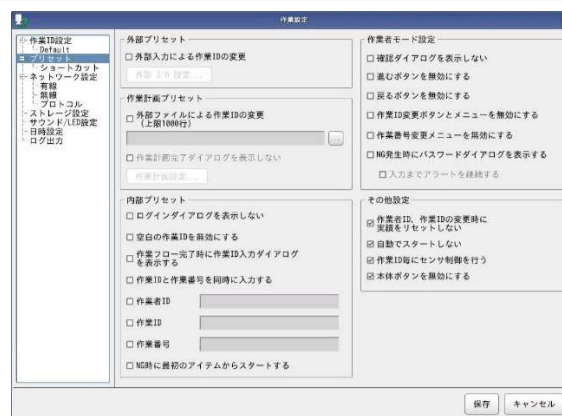 作業設定
作業ID設定
Default
プリセット
ショートカット
ネットワーク設定
有線
無線
プロトコル
ストレージ設定
サウンド/LED設定
日時設定
ログ出力
外部プリセット
外部入力による作業IDの変更
外部 I/O 設定...
作業計画プリセット
外部ファイルによる作業IDの変更
(上限1000行)
作業計画完了ダイアログを表示しない
作業計画設定...
内部プリセット
ログインダイアログを表示しない
空白の作業IDを無効にする
作業フロー完了時に作業ID入力ダイアログ
を表示する
作業IDと作業番号を同時に入力する
作業者ID
作業ID
作業番号
NG時に最初のアイテムからスタートする
作業者モード設定
確認ダイアログを表示しない
進むボタンを無効にする
戻るボタンを無効にする
作業ID変更ボタンとメニューを無効にする
作業番号変更メニューを無効にする
NG発生時にパスワードダイアログを表示する
入力までアラートを継続する
その他設定
作業者ID、作業IDの変更時に
実績をリセットしない
自動でスタートしない
作業ID毎にセンサ制御を行う
本体ボタンを無効にする
保存
キャンセル